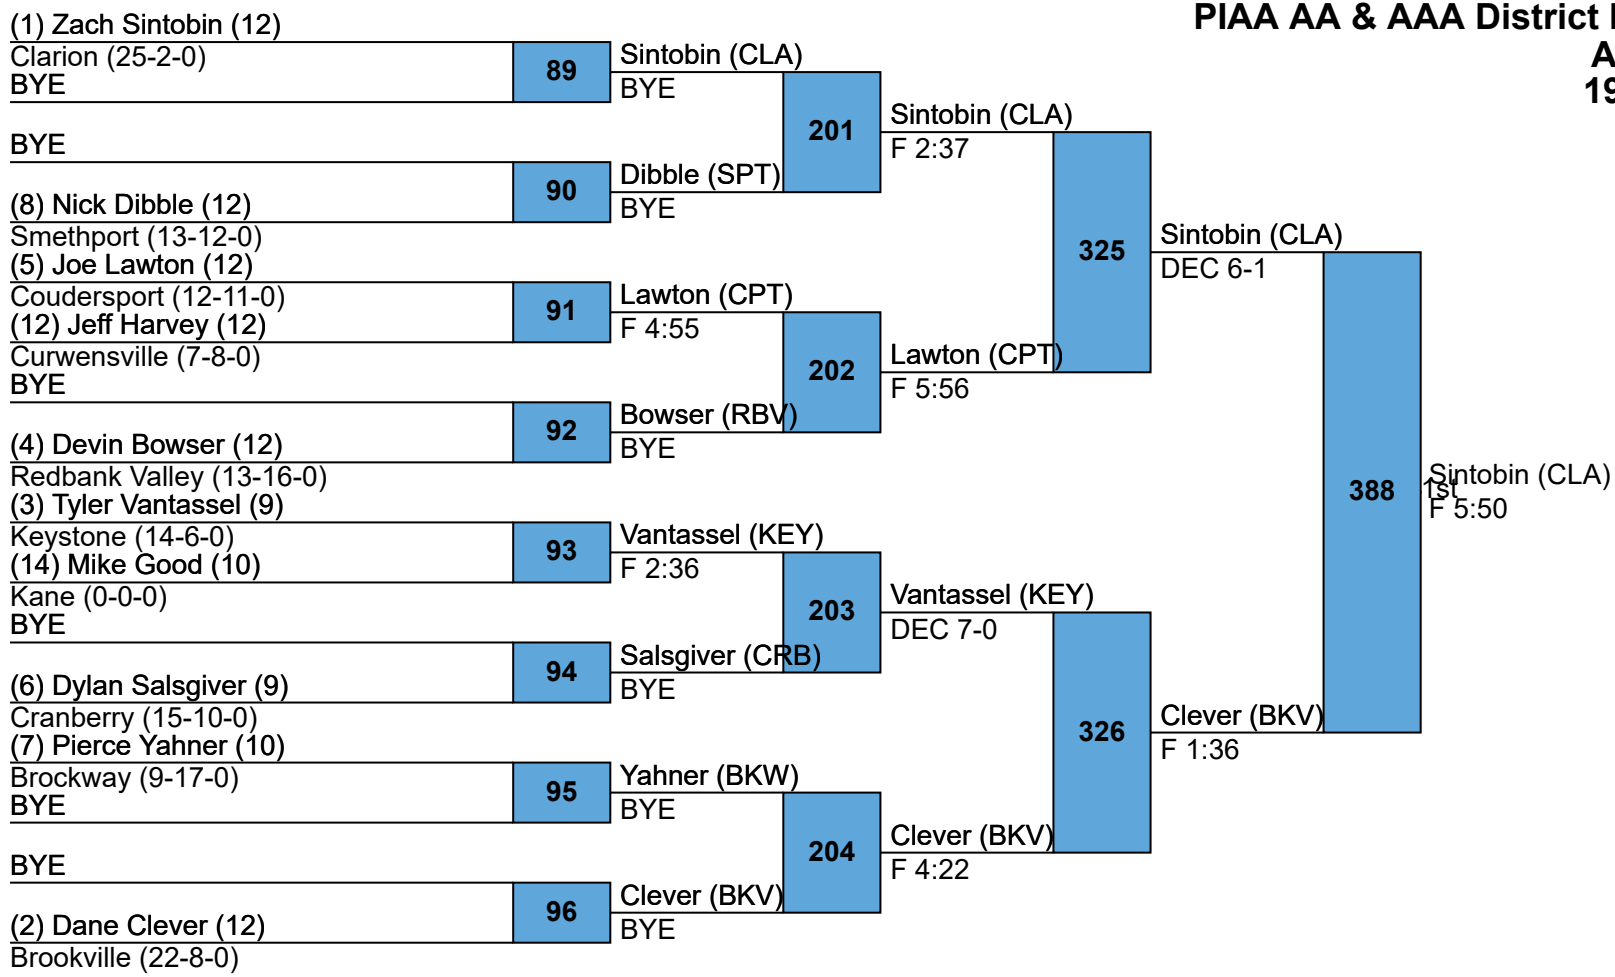 PIAA AA & AAA District
(1) Zach Sintobin (12)
Clarion (25-2-0)
BYE
BYE
(8) Nick Dibble (12)
Smethport (13-12-0)
(5) Joe Lawton (12)
Coudersport (12-11-0)
(12) Jeff Harvey (12)
Curwensville (7-8-0)
BYE
(4) Devin Bowser (12)
Redbank Valley (13-16-0)
(3) Tyler Vantassel (9)
Keystone (14-6-0)
(14) Mike Good (10)
Kane (0-0-0)
BYE
(6) Dylan Salsgiver (9)
Cranberry (15-10-0)
(7) Pierce Yahner (10)
Brockway (9-17-0)
BYE
BYE
(2) Dane Clever (12)
Brookville (22-8-0)
89
90
91
92
93
94
95
96
Sintobin (CLA)
BYE
Dibble (SPT)
BYE
Lawton (CPT)
F 4:55
Bowser (RBV)
BYE
Vantassel (KEY)
F 2:36
Salsgiver (CRB)
BYE
Yahner (BKW)
BYE
Clever (BKV)
BYE
201
202
203
204
Sintobin (CLA)
F 2:37
Lawton (CPT)
F 5:56
Vantassel (KEY)
DEC 7-0
Clever (BKV)
F 4:22
325
326
Sintobin (CLA)
DEC 6-1
Clever (BKV)
F 1:36
388
Sintobin (CLA)
1st
F 5:50